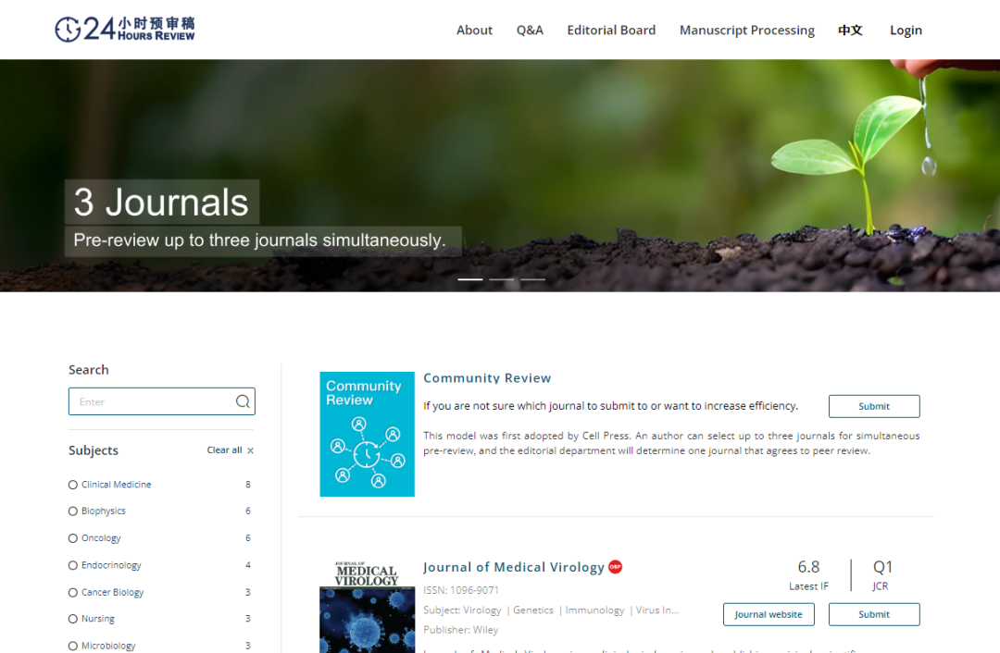 24小时预审稿
HOURS REVIEW
About Q&A Editorial Board Manuscript Processing 中文 Login
3 Journals
Pre-review up to three journals simultaneously.
Search
Enter
Subjects Clear all ×
Clinical Medicine 8
Biophysics 6
Oncology 6
Endocrinology 4
Cancer Biology 3
Nursing 3
Microbiology 3
Community
Review
Community Review
If you are not sure which journal to submit to or want to increase efficiency.
Submit
This model was first adopted by Cell Press. An author can select up to three journals for simultaneous
pre-review, and the editorial department will determine one journal that agrees to peer review.
JOURNAL OF
MEDICAL
VIROLOGY
Journal of Medical Virology OBP
ISSN: 1096-9071
Subject: Virology | Genetics | Immunology | Virus In...
Publisher: Wiley
6.8
Latest IF
Q1
JCR
Journal website
Submit